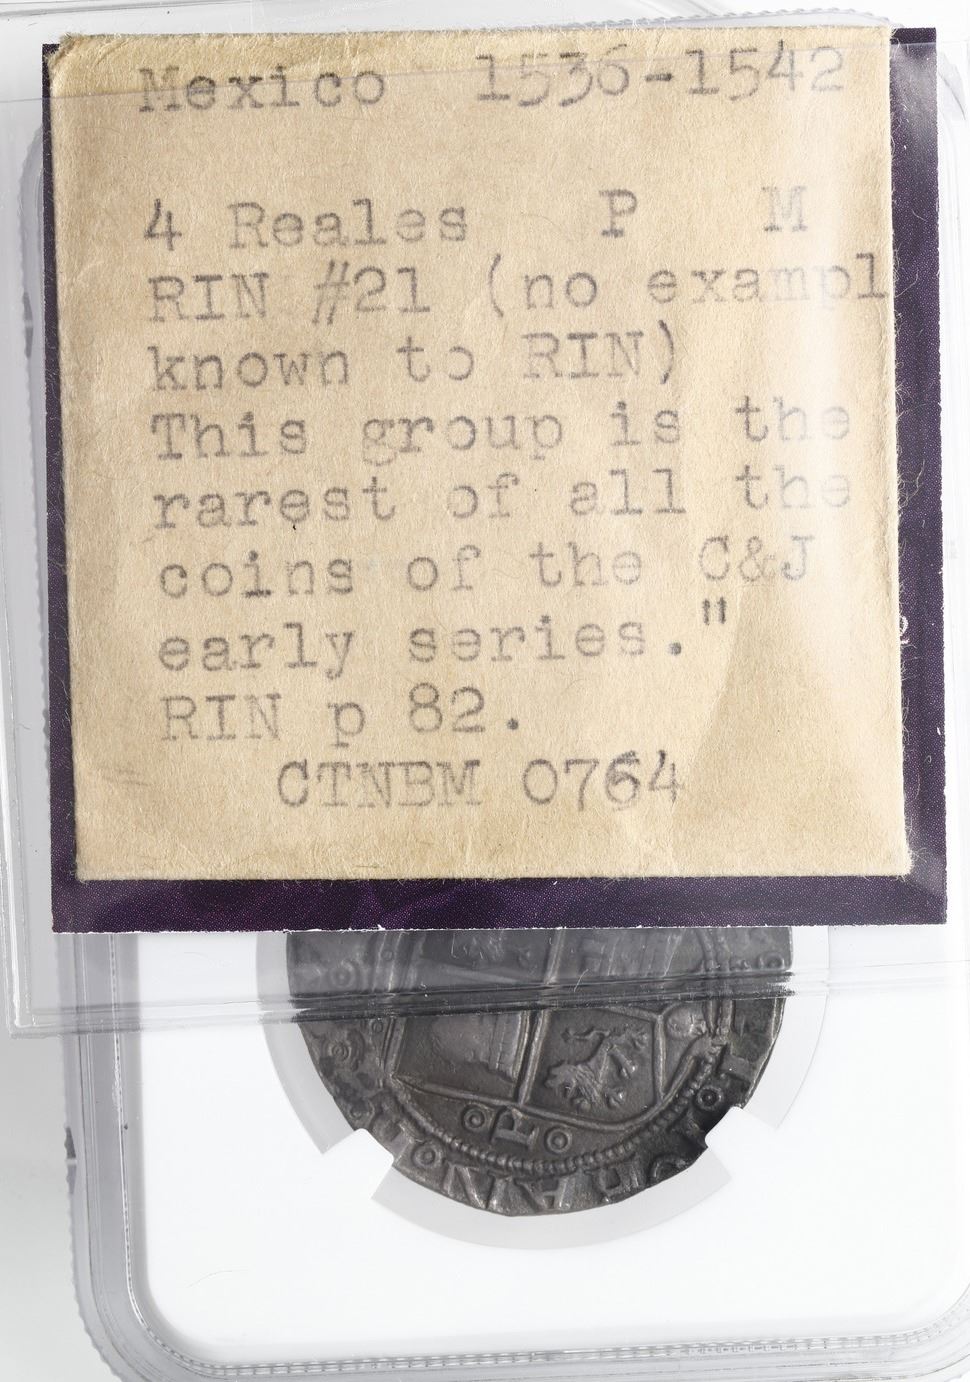 Mexico 1536-1542
4 Reales P M
RIN #21 (no exampl
known to RIN)
This group is the
rarest of all the
coins of the C&J
early series."
RIN p 82.
CTNBM 0764